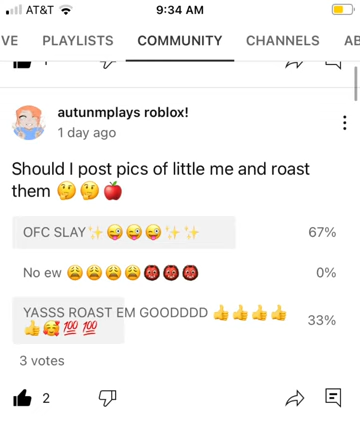 AT&T 9:34 AM
VE PLAYLISTS COMMUNITY CHANNELS AB
autunmplays roblox!
1 day ago
Should I post pics of little me and roast
them 🤔🤔🍎
OFC SLAY✨😜😜😜✨✨ 67%
No ew 😩😩😩😩👹👹👹 0%
YASSS ROAST EM GOODDDD 👍👍👍👍
👍🥰💯💯 33%
3 votes
2